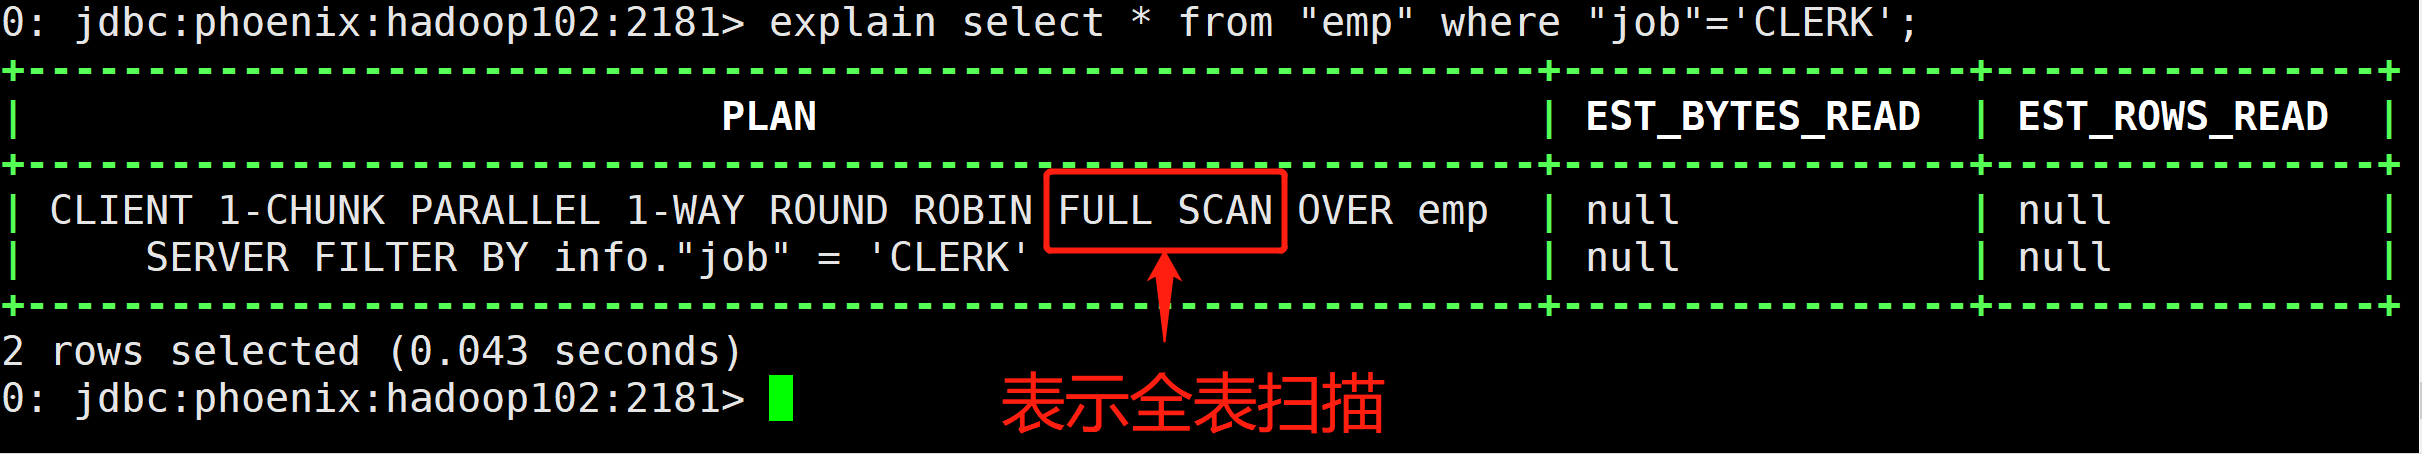 0: jdbc:phoenix:hadoop102:2181> explain select * from "emp" where "job"='CLERK';
+---------------------------------------------------------------+-----------------+----------------+
|                             PLAN                              | EST_BYTES_READ  | EST_ROWS_READ  |
+---------------------------------------------------------------+-----------------+----------------+
| CLIENT 1-CHUNK PARALLEL 1-WAY ROUND ROBIN FULL SCAN OVER emp  | null            | null           |
|     SERVER FILTER BY info."job" = 'CLERK'                     | null            | null           |
+---------------------------------------------------------------+-----------------+----------------+
2 rows selected (0.043 seconds)
0: jdbc:phoenix:hadoop102:2181>
表示全表扫描